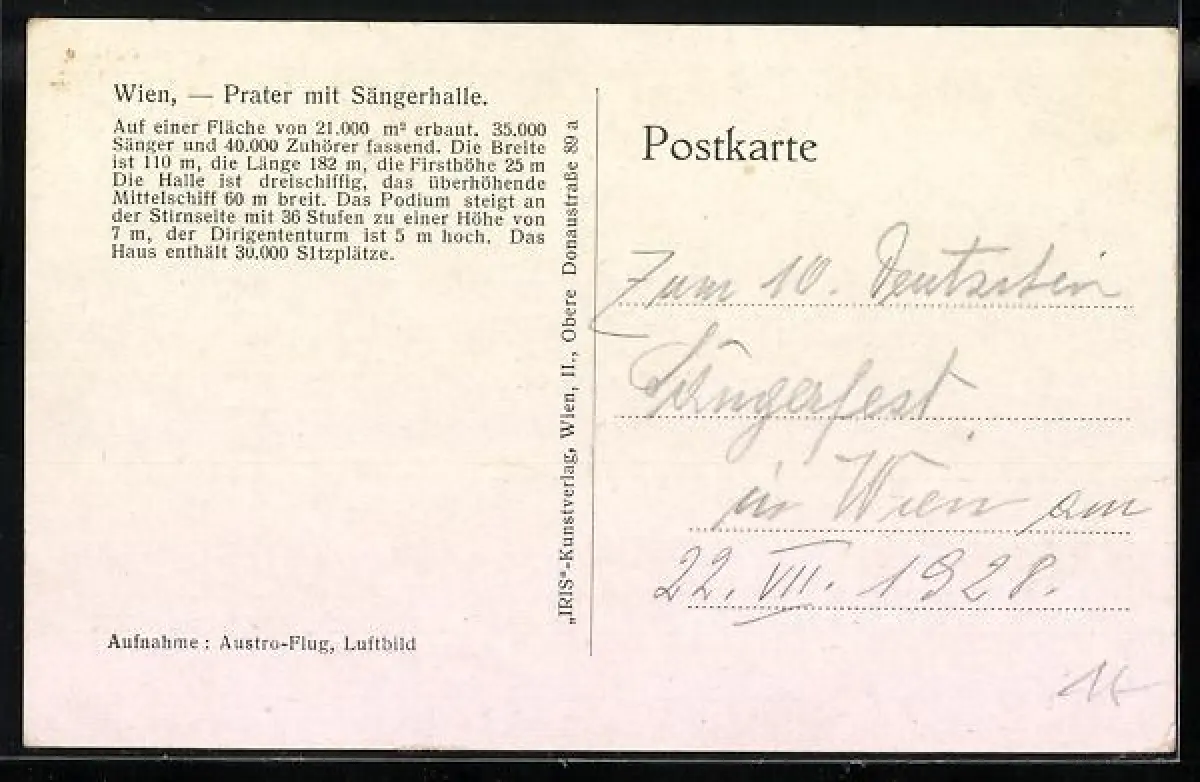 Wien, — Prater mit Sängerhalle.
Auf einer Fläche von 21.000 m² erbaut. 35.000
Sänger und 40.000 Zuhörer fassend. Die Breite
ist 110 m, die Länge 182 m, die Firsthöhe 25 m
Die Halle ist dreischiffig, das überhöhende
Mittelschiff 60 m breit. Das Podium steigt an
der Stirnseite mit 36 Stufen zu einer Höhe von
7 m, der Dirigententurm ist 5 m hoch. Das
Haus enthält 30.000 SItzplätze.
Aufnahme: Austro-Flug, Luftbild
„IRIS"-Kunstverlag, Wien, II., Obere Donaustraße 89 a
Postkarte
Zum 10. Deutschen
Sängerfest
in Wien am
22. VII. 1928.